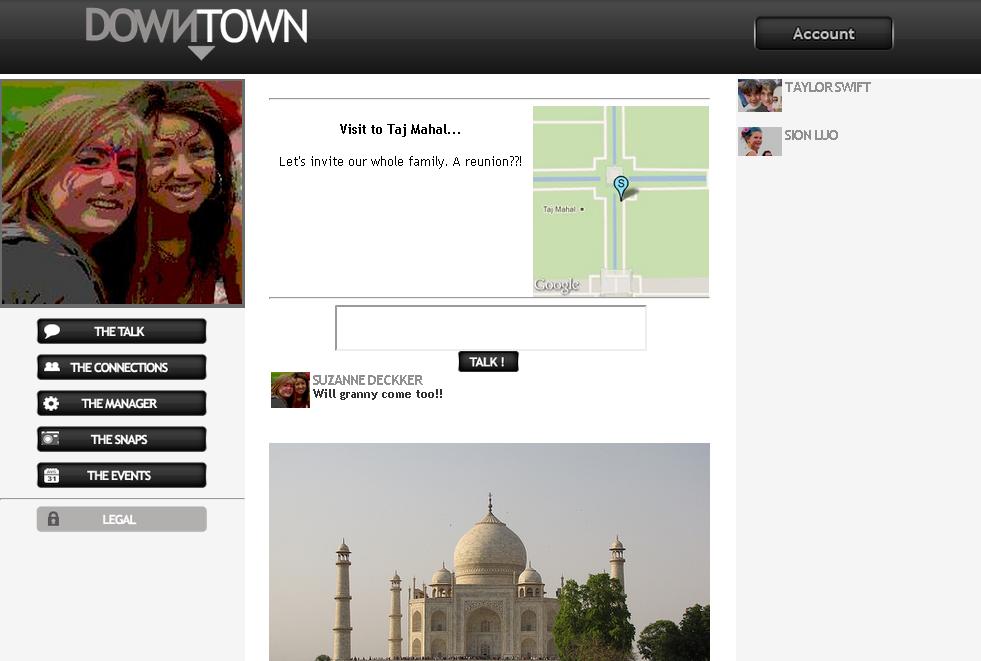 DOWNTOWN
Account
THE TALK
THE CONNECTIONS
THE MANAGER
THE SNAPS
AUG
31
THE EVENTS
LEGAL
Visit to Taj Mahal...
Let's invite our whole family. A reunion??!
S
Taj Mahal
Google
TALK !
SUZANNE DECKKER
Will granny come too!!
TAYLOR SWIFT
SION LUO